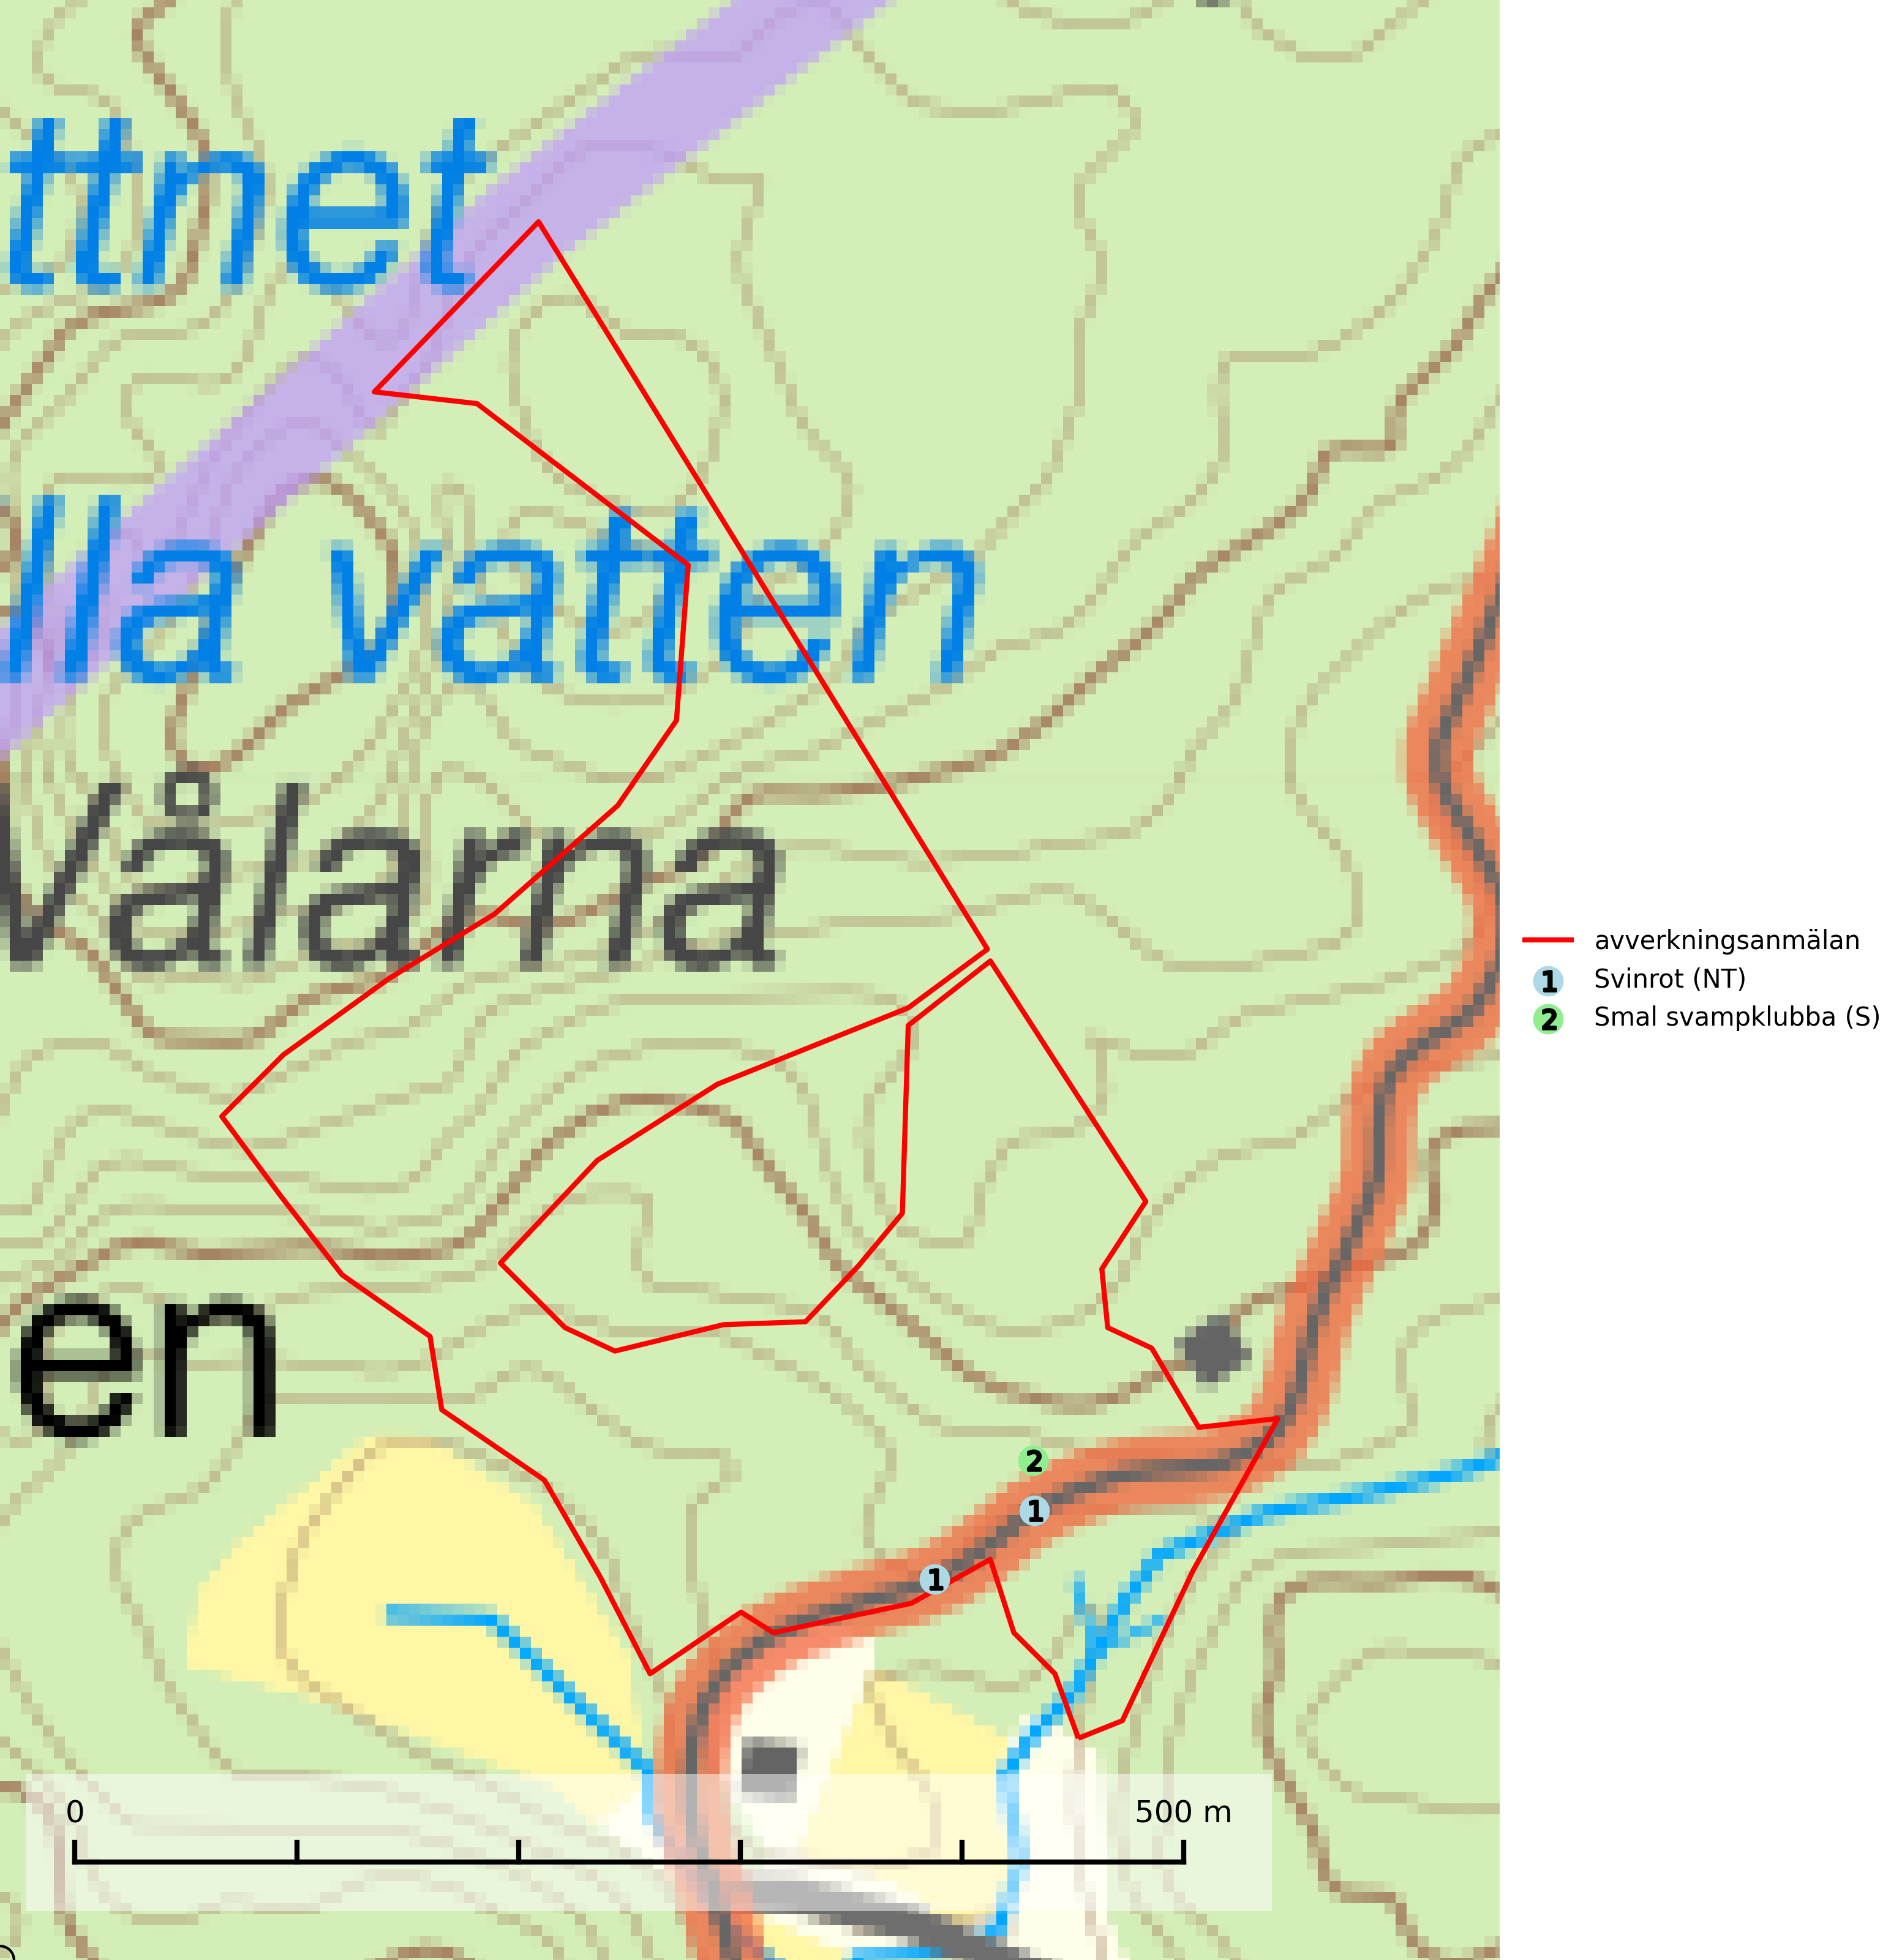 ttnet
lla vatten
Vålarna
en
avverkningsanmälan
1 Svinrot (NT)
2 Smal svampklubba (S)
2
1
1
0 500 m